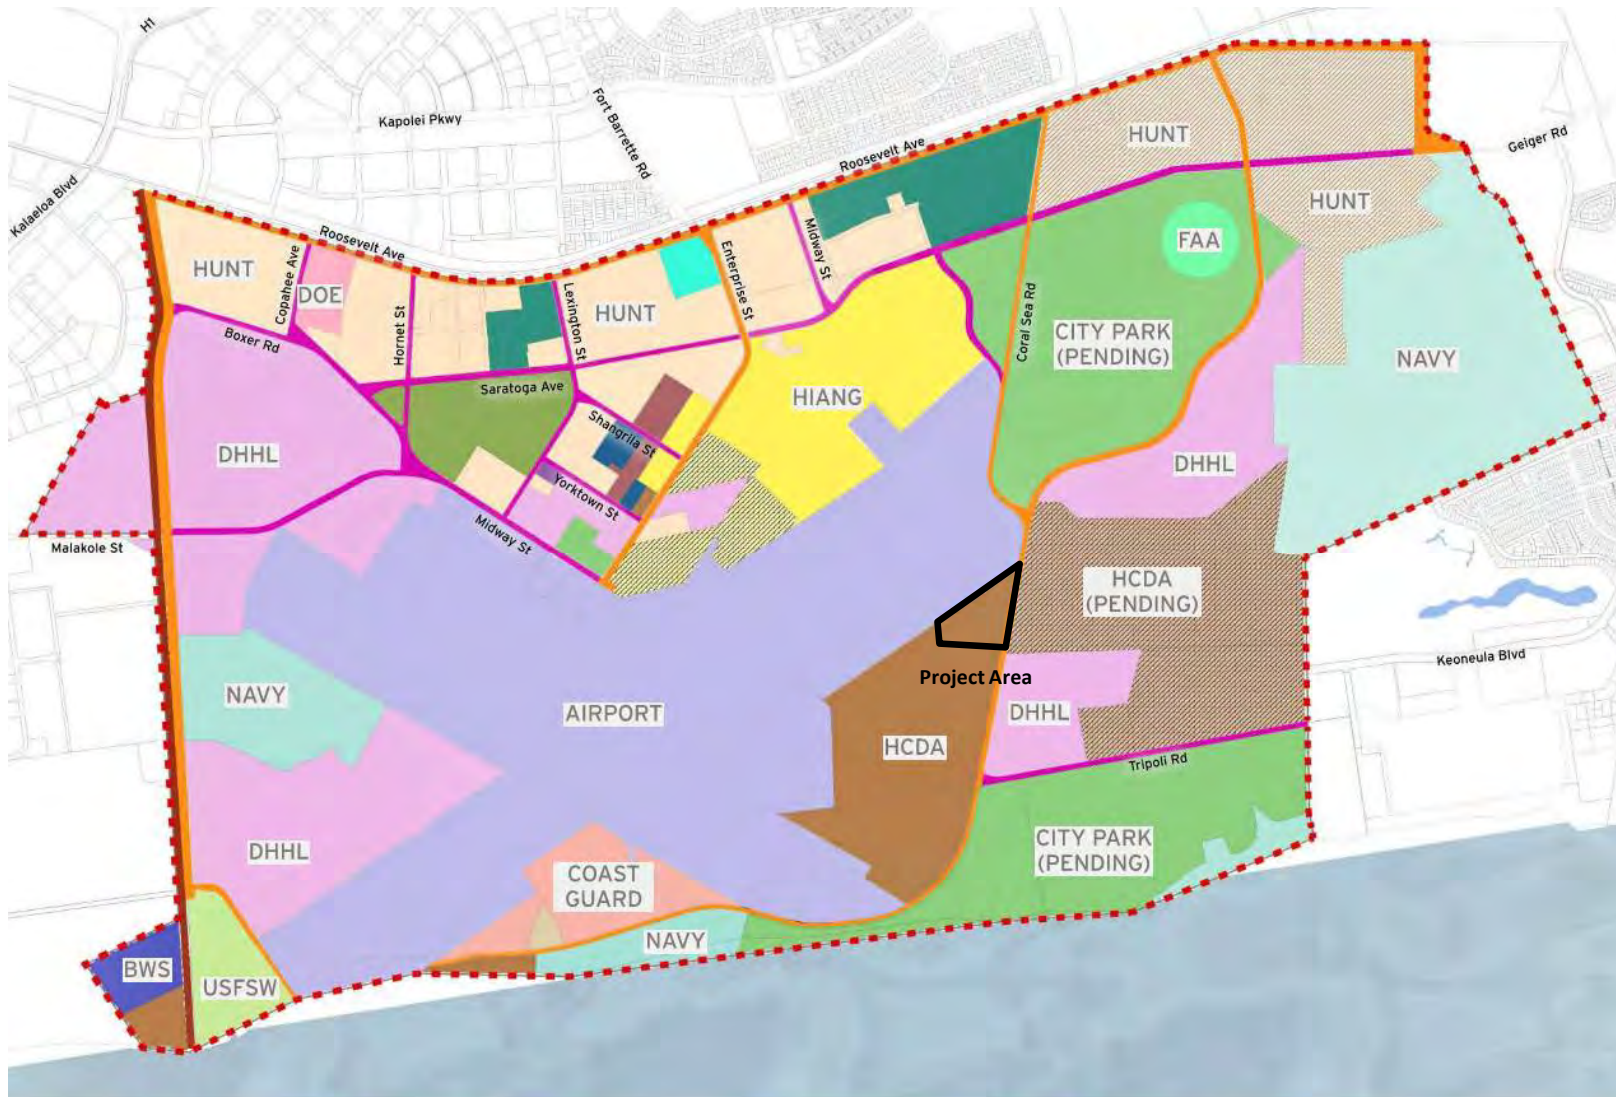 H1
Kapolei Pkwy
Fort Barrette Rd
Kalaeloa Blvd
Roosevelt Ave
HUNT
Geiger Rd
HUNT
FAA
Roosevelt Ave
Copahee Ave
HUNT
DOE
Enterprise St
Midway St
Hornet St
Lexington St
HUNT
Boxer Rd
Coral Sea Rd
CITY PARK
(PENDING)
NAVY
Saratoga Ave
HIANG
Shangrila St
DHHL
DHHL
Yorktown St
Midway St
Malakole St
HCDA
(PENDING)
Keoneula Blvd
Project Area
NAVY
AIRPORT
DHHL
HCDA
Tripoli Rd
DHHL
CITY PARK
(PENDING)
COAST
GUARD
NAVY
BWS
USFSW